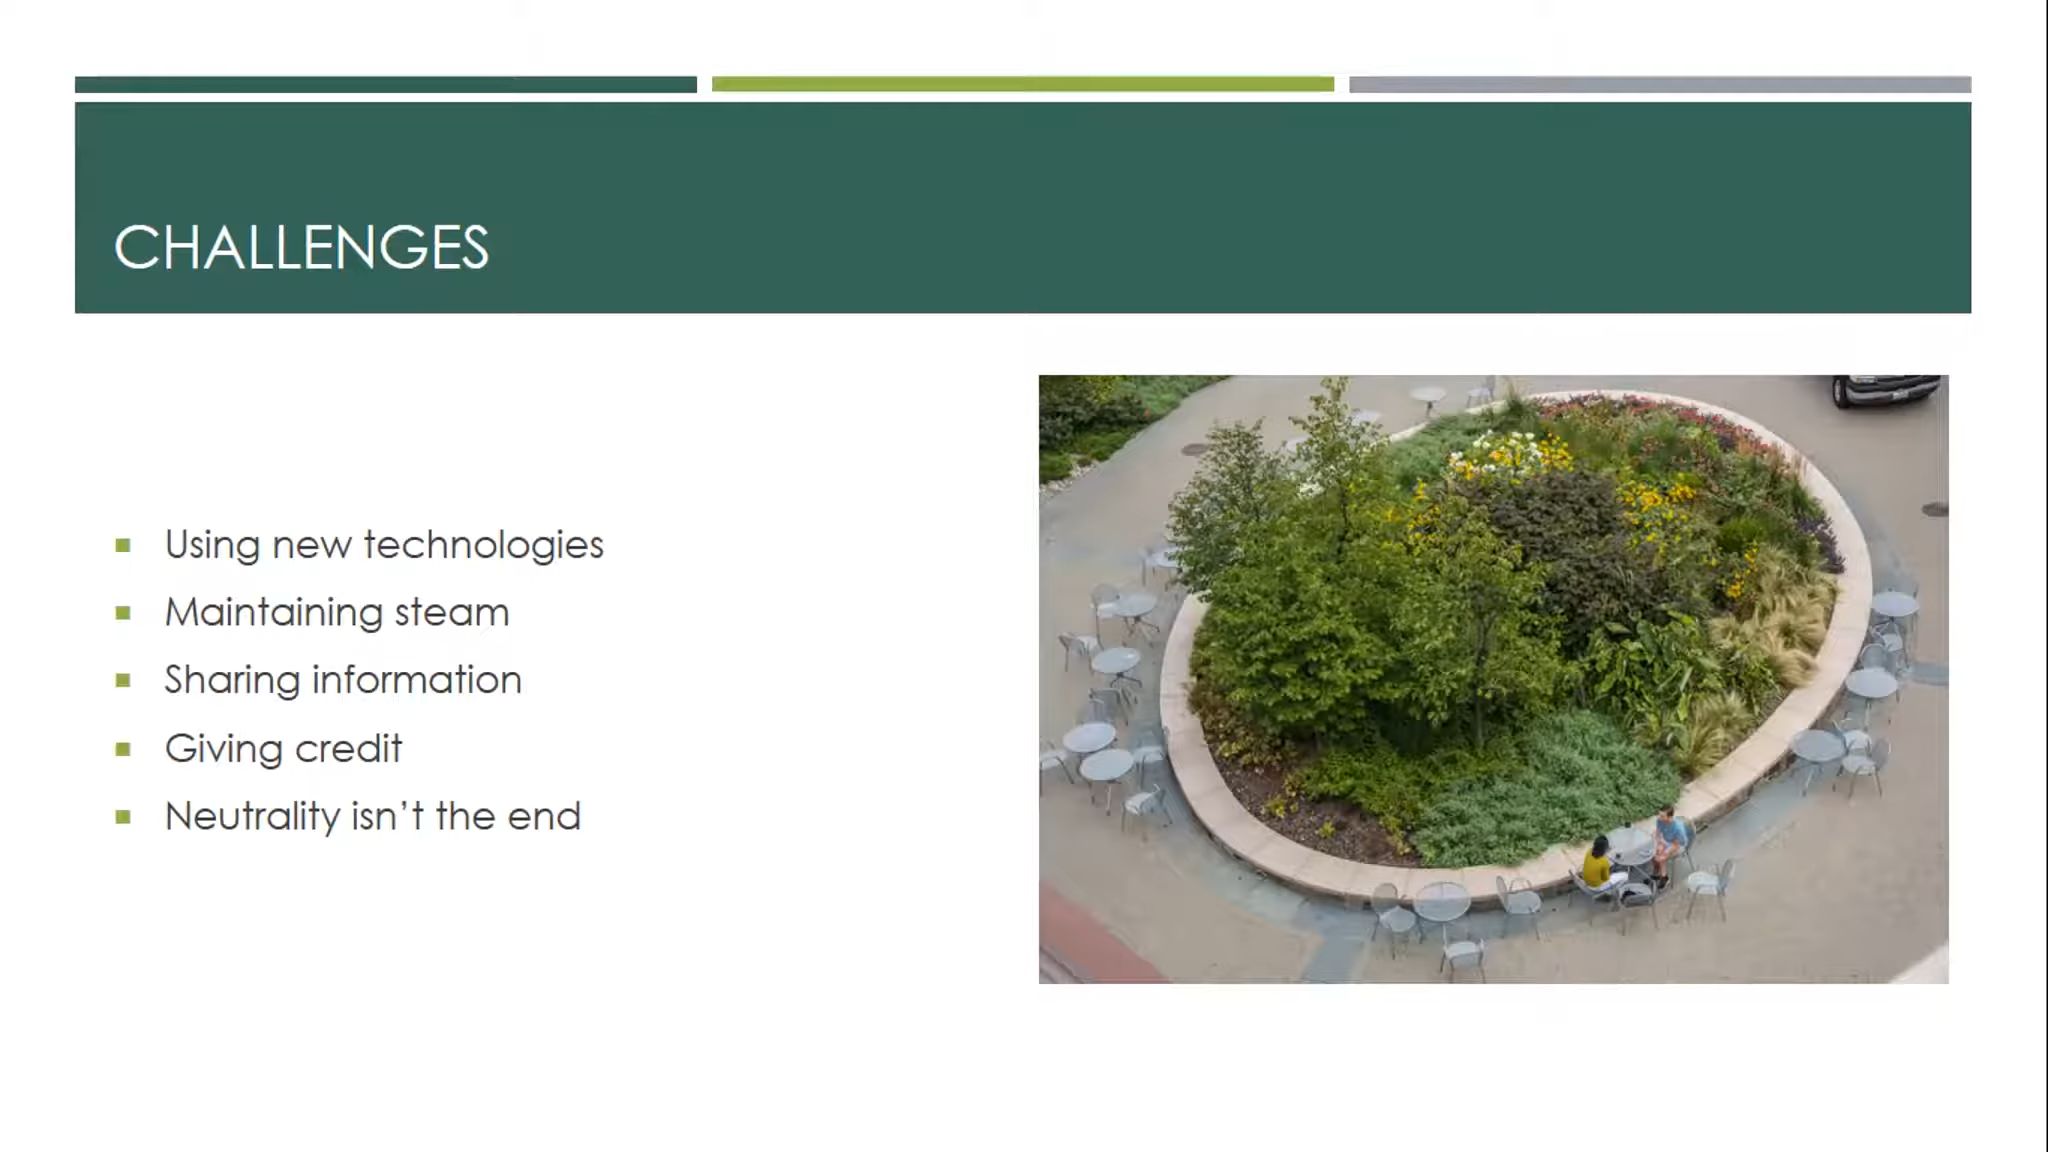 CHALLENGES
Using new technologies
Maintaining steam
Sharing information
Giving credit
Neutrality isn’t the end